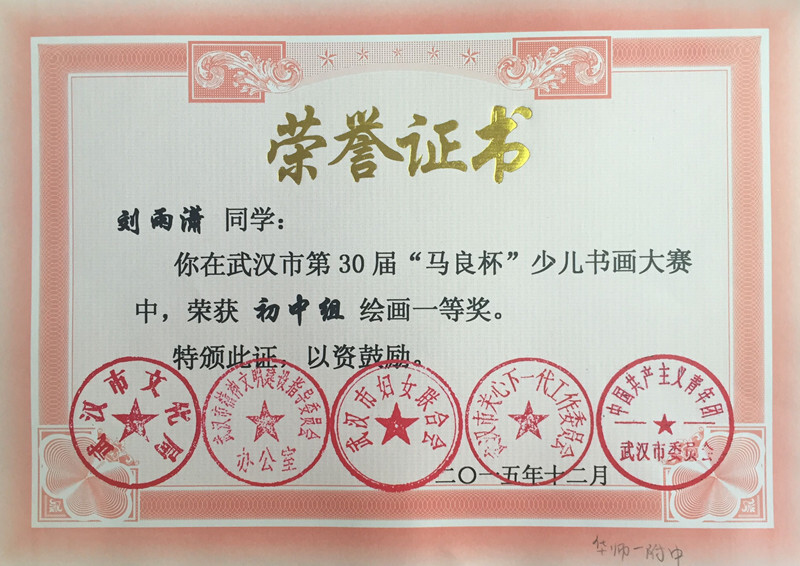 荣誉证书
刘雨潇 同学：
你在武汉市第30届“马良杯”少儿书画大赛
中，荣获 初中组 绘画一等奖。
特颁此证，以资鼓励。
武汉市文化局
武汉市精神文明建设指导委员会
办公室
武汉市妇女联合会
武汉市关心下一代工作委员会
中国共产主义青年团
武汉市委员会
二〇一五年十二月
华师一附中